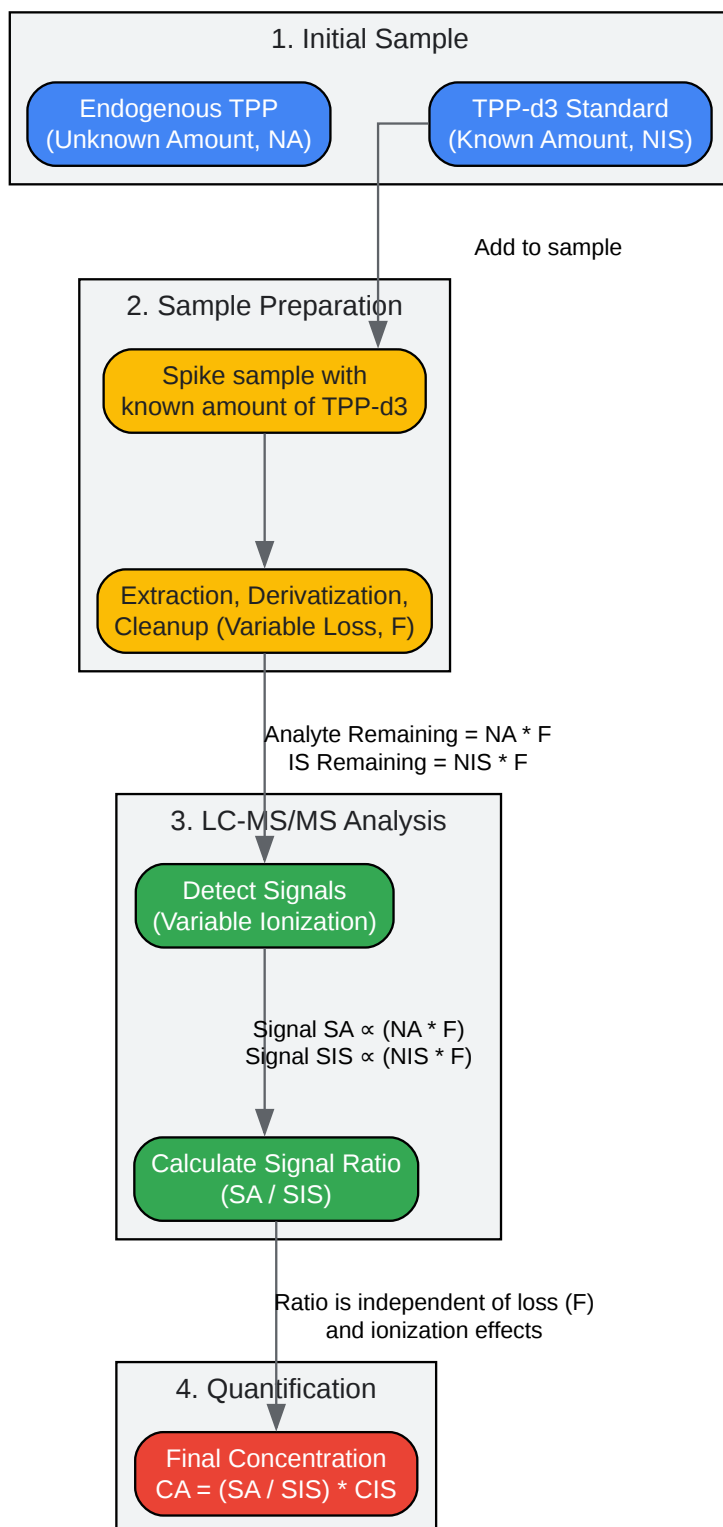 1. Initial Sample
Endogenous TPP
(Unknown Amount, NA)
TPP-d3 Standard
(Known Amount, NIS)
Add to sample
2. Sample Preparation
Spike sample with
known amount of TPP-d3
Extraction, Derivatization,
Cleanup (Variable Loss, F)
Analyte Remaining = NA * F
IS Remaining = NIS * F
3. LC-MS/MS Analysis
Detect Signals
(Variable Ionization)
Signal SA ∝ (NA * F)
Signal SIS ∝ (NIS * F)
Calculate Signal Ratio
(SA / SIS)
Ratio is independent of loss (F)
and ionization effects
4. Quantification
Final Concentration
CA = (SA / SIS) * CIS